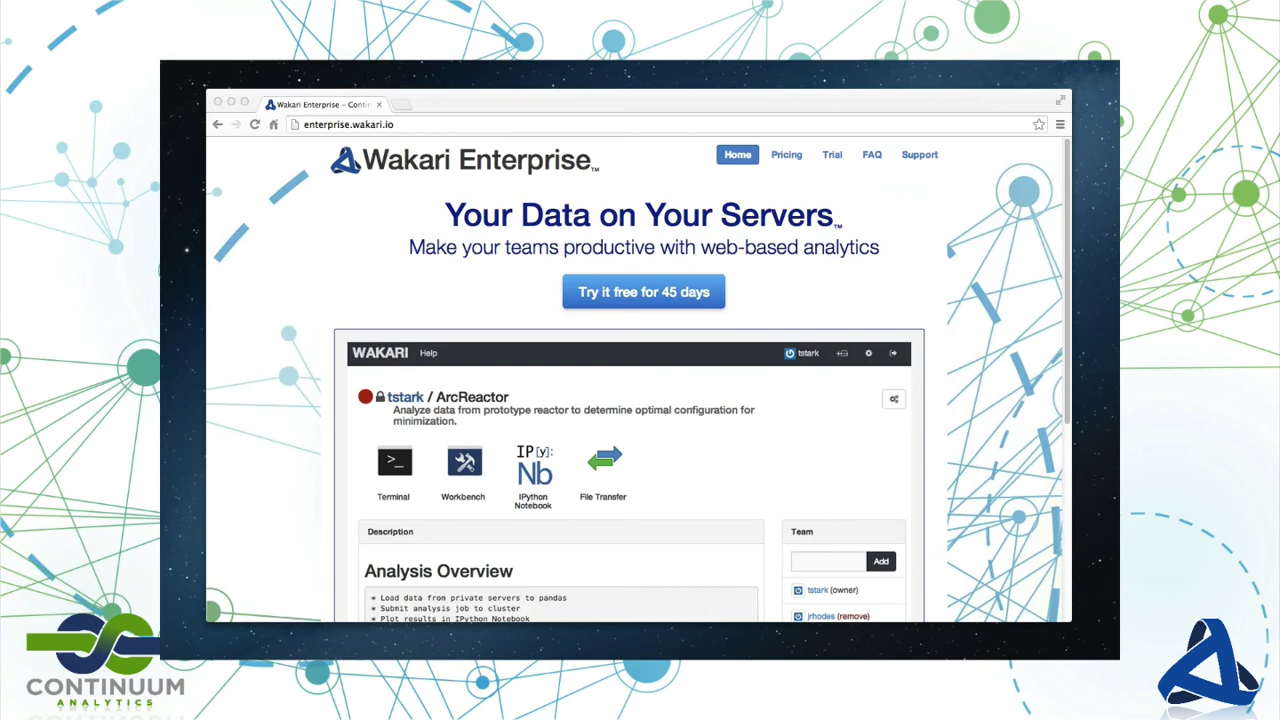 Wakari Enterprise – Contin
enterprise.wakari.io
Wakari Enterprise™
Home Pricing Trial FAQ Support
Your Data on Your Servers™
Make your teams productive with web-based analytics
Try it free for 45 days
WAKARI Help tstark
tstark / ArcReactor
Analyze data from prototype reactor to determine optimal configuration for
minimization.
>_
IP[y]:
Nb
Terminal Workbench IPython File Transfer
Notebook
Description Team
Add
Analysis Overview
tstark (owner)
* Load data from private servers to pandas
* Submit analysis job to cluster
* Plot results in IPython Notebook
jrhodes (remove)
CONTINUUM
ANALYTICS